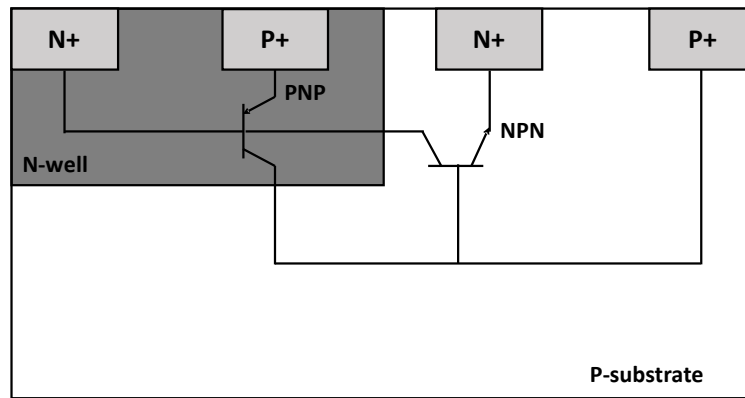 N+
P+
N+
P+
PNP
NPN
N-well
P-substrate